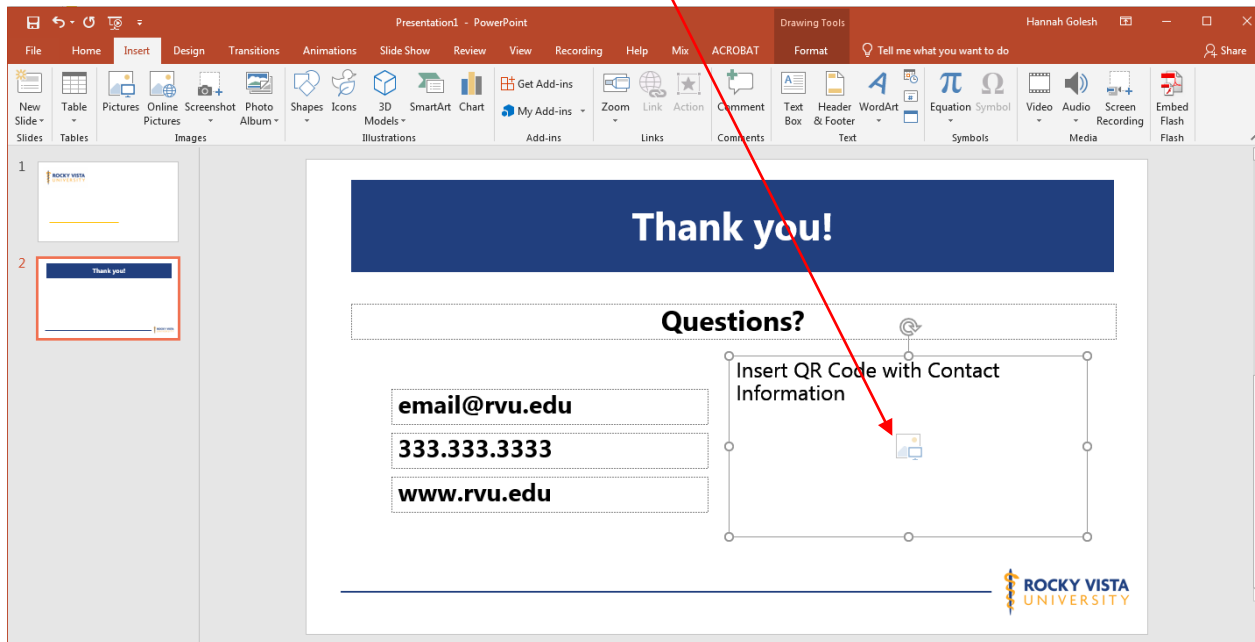 Presentation1 - PowerPoint
Drawing Tools
Hannah Golesh
File Home Insert Design Transitions Animations Slide Show Review View Recording Help Mix ACROBAT Format Tell me what you want to do Share
New Slide
Table
Pictures
Online Pictures
Screenshot
Photo Album
Shapes
Icons
3D Models
SmartArt
Chart
Get Add-ins
My Add-ins
Zoom
Link
Action
Comment
Text Box
Header & Footer
WordArt
Equation
Symbol
Video
Audio
Screen Recording
Embed Flash
Slides Tables Images Illustrations Add-ins Links Comments Text Symbols Media Flash
1
ROCKY VISTA
UNIVERSITY
2
Thank you!
ROCKY VISTA
Thank you!
Questions?
Insert QR Code with Contact
Information
email@rvu.edu
333.333.3333
www.rvu.edu
ROCKY VISTA
UNIVERSITY